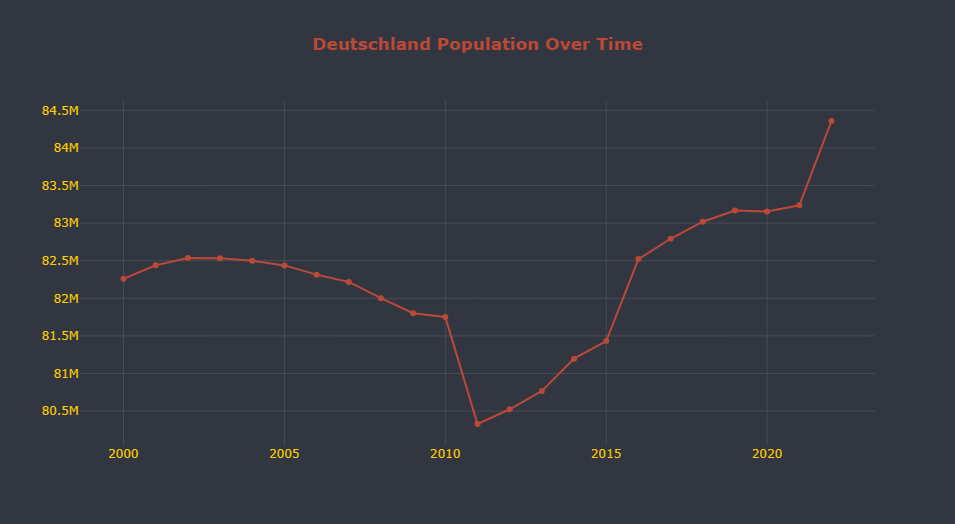 Deutschland Population Over Time
84.5M
84M
83.5M
83M
82.5M
82M
81.5M
81M
80.5M
2000 2005 2010 2015 2020